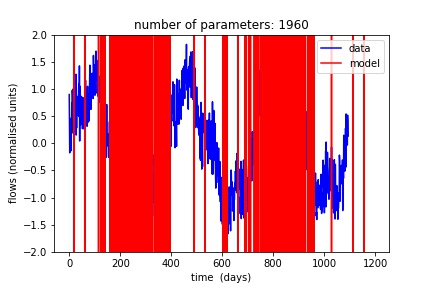 number of parameters: 1960
2.0
1.5
1.0
0.5
0.0
−0.5
−1.0
−1.5
−2.0
flows (normalised units)
data
model
0 200 400 600 800 1000 1200
time (days)